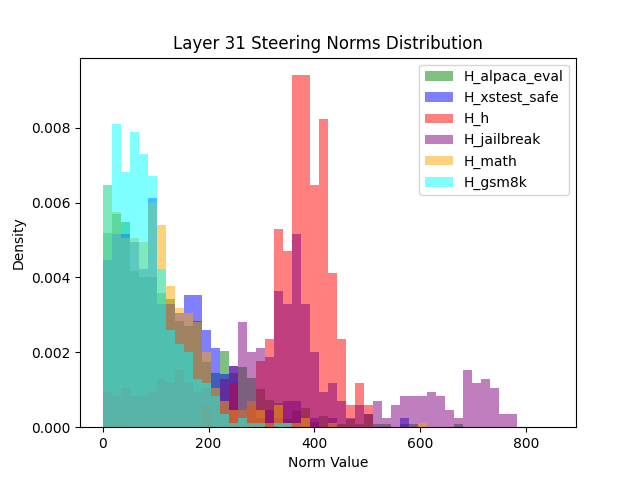 Layer 31 Steering Norms Distribution
H_alpaca_eval
H_xstest_safe
H_h
H_jailbreak
H_math
H_gsm8k
Density
0.008
0.006
0.004
0.002
0.000
0
200
400
600
800
Norm Value